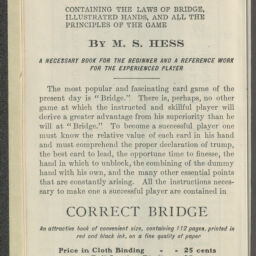 CONTAINING THE LAWS OF BRIDGE,
ILLUSTRATED HANDS, AND ALL THE
PRINCIPLES OF THE GAME
BY M. S. HESS
A NECESSARY BOOK FOR THE BEGINNER AND A REFERENCE WORK
FOR THE EXPERIENCED PLAYER
The most popular and fascinating card game of the
present day is "Bridge." There is, perhaps, no other
game at which the instructed and skillful player will
derive a greater advantage from his superiority than he
will at "Bridge." To become a successful player one
must know the relative value of each card in his hand
and must comprehend the proper declaration of trump,
the best card to lead, the opportune time to finesse, the
hand in which to unblock, the combining of the dummy
hand with his own, and the many other essential points
that are constantly arising. All the instructions neces-
sary to make one a successful player are contained in
CORRECT BRIDGE
An attractive book of convenient size, containing 112 pages, printed in
red and black ink, on a fine quality of paper
Price in Cloth Binding - - 25 cents